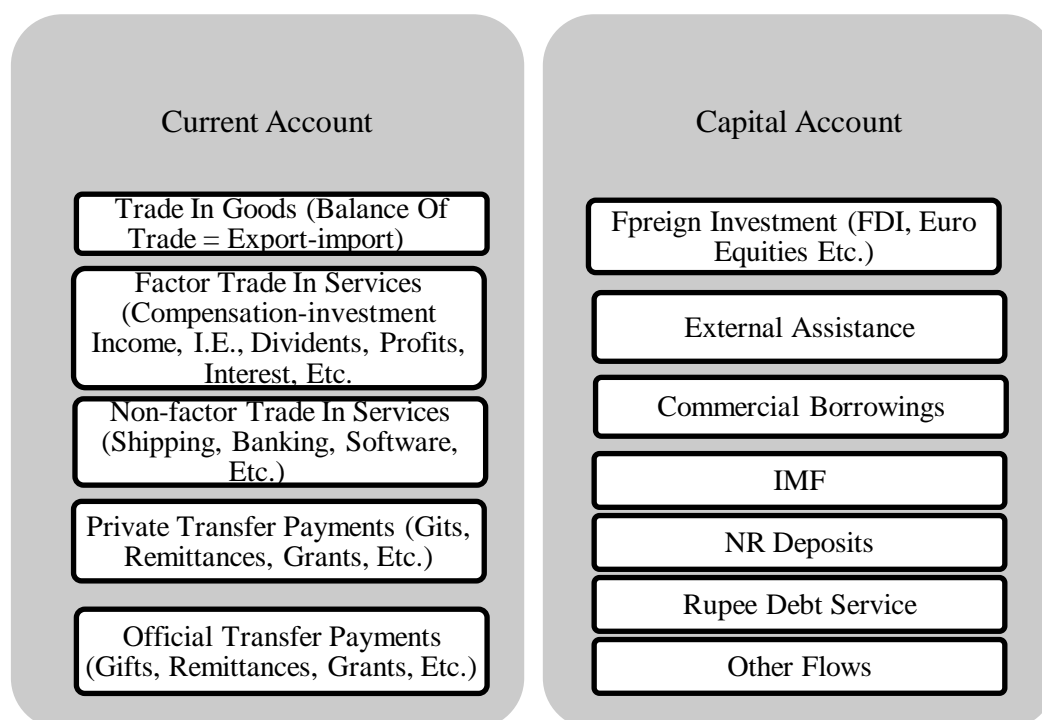 Current Account
Trade In Goods (Balance Of
Trade = Export-import)
Factor Trade In Services
(Compensation-investment
Income, I.E., Dividents, Profits,
Interest, Etc.
Non-factor Trade In Services
(Shipping, Banking, Software,
Etc.)
Private Transfer Payments (Gits,
Remittances, Grants, Etc.)
Official Transfer Payments
(Gifts, Remittances, Grants, Etc.)
Capital Account
Fpreign Investment (FDI, Euro
Equities Etc.)
External Assistance
Commercial Borrowings
IMF
NR Deposits
Rupee Debt Service
Other Flows